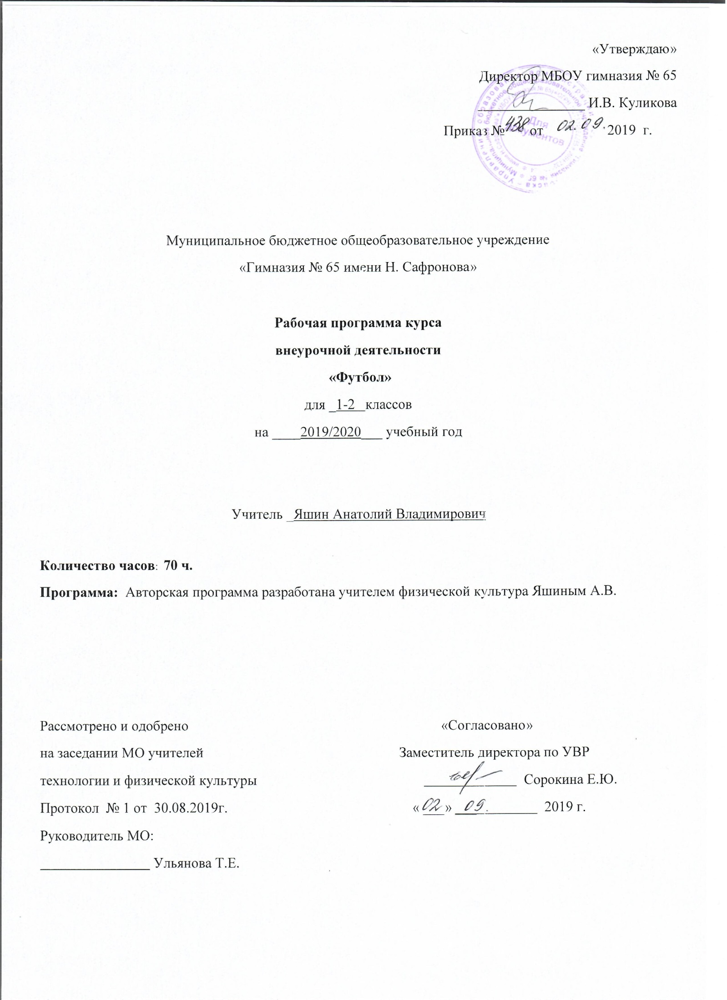 «Утверждаю»
Директор МБОУ гимназия № 65
_______________ И.В. Куликова
Приказ № 438 от 02.09. 2019 г.
Для
документов
Муниципальное бюджетное общеобразовательное учреждение
«Гимназия № 65 имени Н. Сафронова»
Рабочая программа курса
внеурочной деятельности
«Футбол»
для _1-2_ классов
на ____2019/2020___ учебный год
Учитель _Яшин Анатолий Владимирович
Количество часов: 70 ч.
Программа: Авторская программа разработана учителем физической культура Яшиным А.В.
Рассмотрено и одобрено
на заседании МО учителей
технологии и физической культуры
Протокол № 1 от 30.08.2019г.
Руководитель МО:
_______________ Ульянова Т.Е.
«Согласовано»
Заместитель директора по УВР
_____________ Сорокина Е.Ю.
«02» 09. 2019 г.